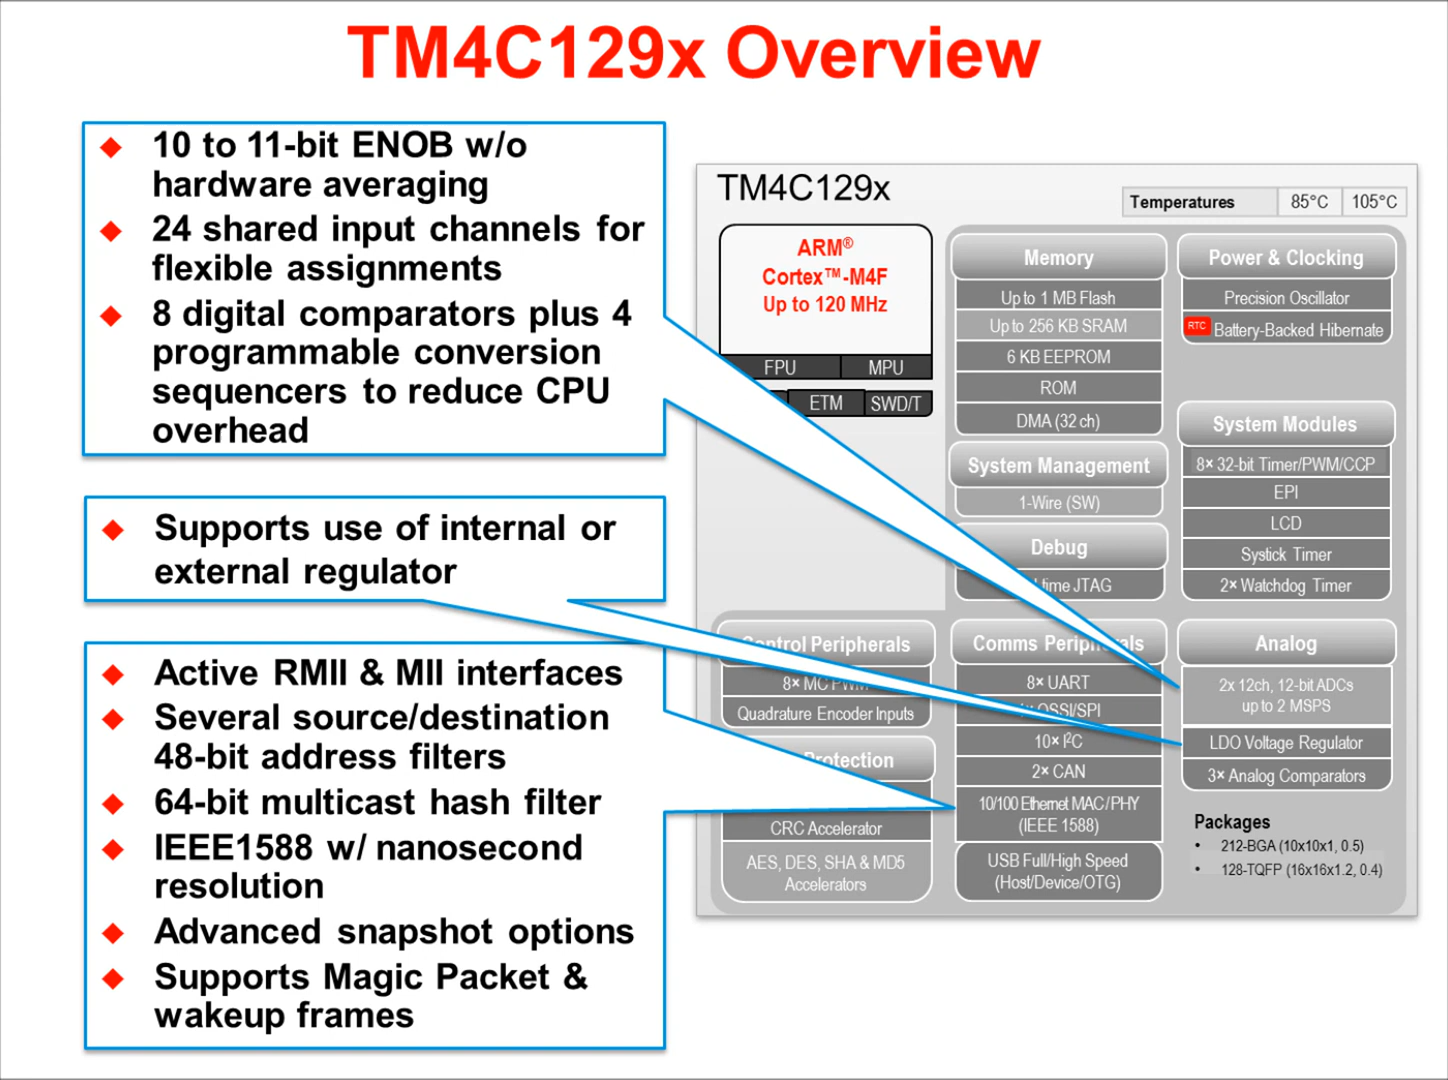 TM4C129x Overview
10 to 11-bit ENOB w/o
hardware averaging
24 shared input channels for
flexible assignments
8 digital comparators plus 4
programmable conversion
sequencers to reduce CPU
overhead
Supports use of internal or
external regulator
Active RMII & MII interfaces
Several source/destination
48-bit address filters
64-bit multicast hash filter
IEEE1588 w/ nanosecond
resolution
Advanced snapshot options
Supports Magic Packet &
wakeup frames
TM4C129x
Temperatures 85°C 105°C
ARM®
Cortex™-M4F
Up to 120 MHz
FPU MPU
ETM SWD/T
Memory
Up to 1 MB Flash
Up to 256 KB SRAM
6 KB EEPROM
ROM
DMA (32 ch)
System Management
1-Wire (SW)
Debug
JTAG
Power & Clocking
Precision Oscillator
RTC Battery-Backed Hibernate
System Modules
8× 32-bit Timer/PWM/CCP
EPI
LCD
Systick Timer
2× Watchdog Timer
Control Peripherals
8× MC PWM
Quadrature Encoder Inputs
Protection
CRC Accelerator
AES, DES, SHA & MD5
Accelerators
Comms Peripherals
8× UART
QSSI/SPI
10× I²C
2× CAN
10/100 Ethernet MAC/PHY
(IEEE 1588)
USB Full/High Speed
(Host/Device/OTG)
Analog
2x 12ch, 12-bit ADCs
up to 2 MSPS
LDO Voltage Regulator
3× Analog Comparators
Packages
• 212-BGA (10x10x1, 0.5)
• 128-TQFP (16x16x1.2, 0.4)